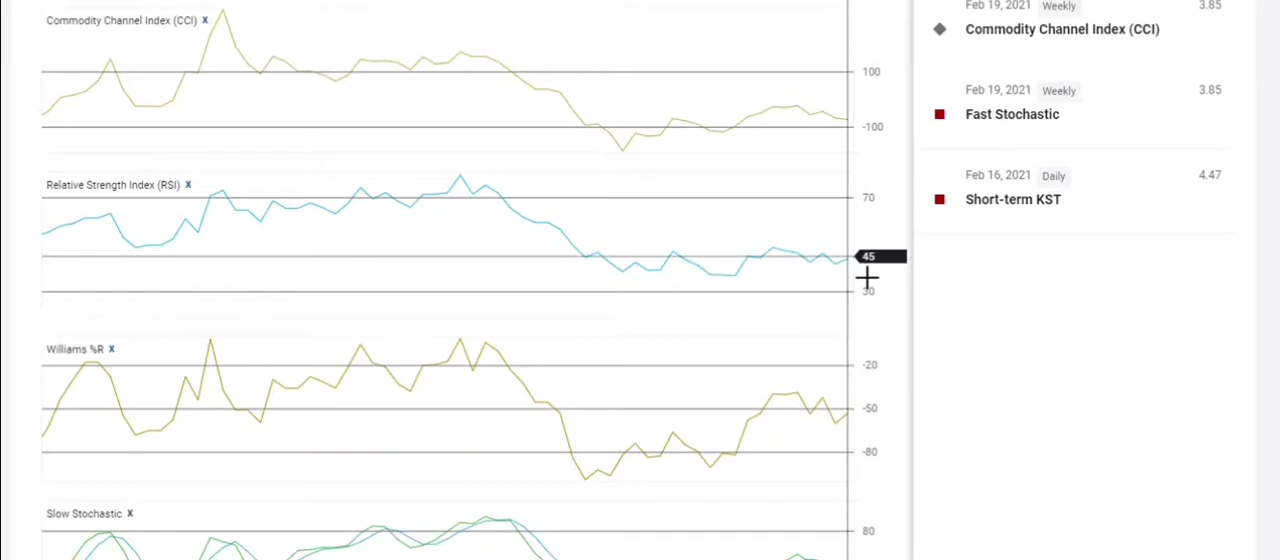 Commodity Channel Index (CCI) X
100
-100
Relative Strength Index (RSI) X
70
45
30
Williams %R X
-20
-50
-80
Slow Stochastic X
80
Feb 19, 2021 Weekly 3.85
Commodity Channel Index (CCI)
Feb 19, 2021 Weekly 3.85
Fast Stochastic
Feb 16, 2021 Daily 4.47
Short-term KST